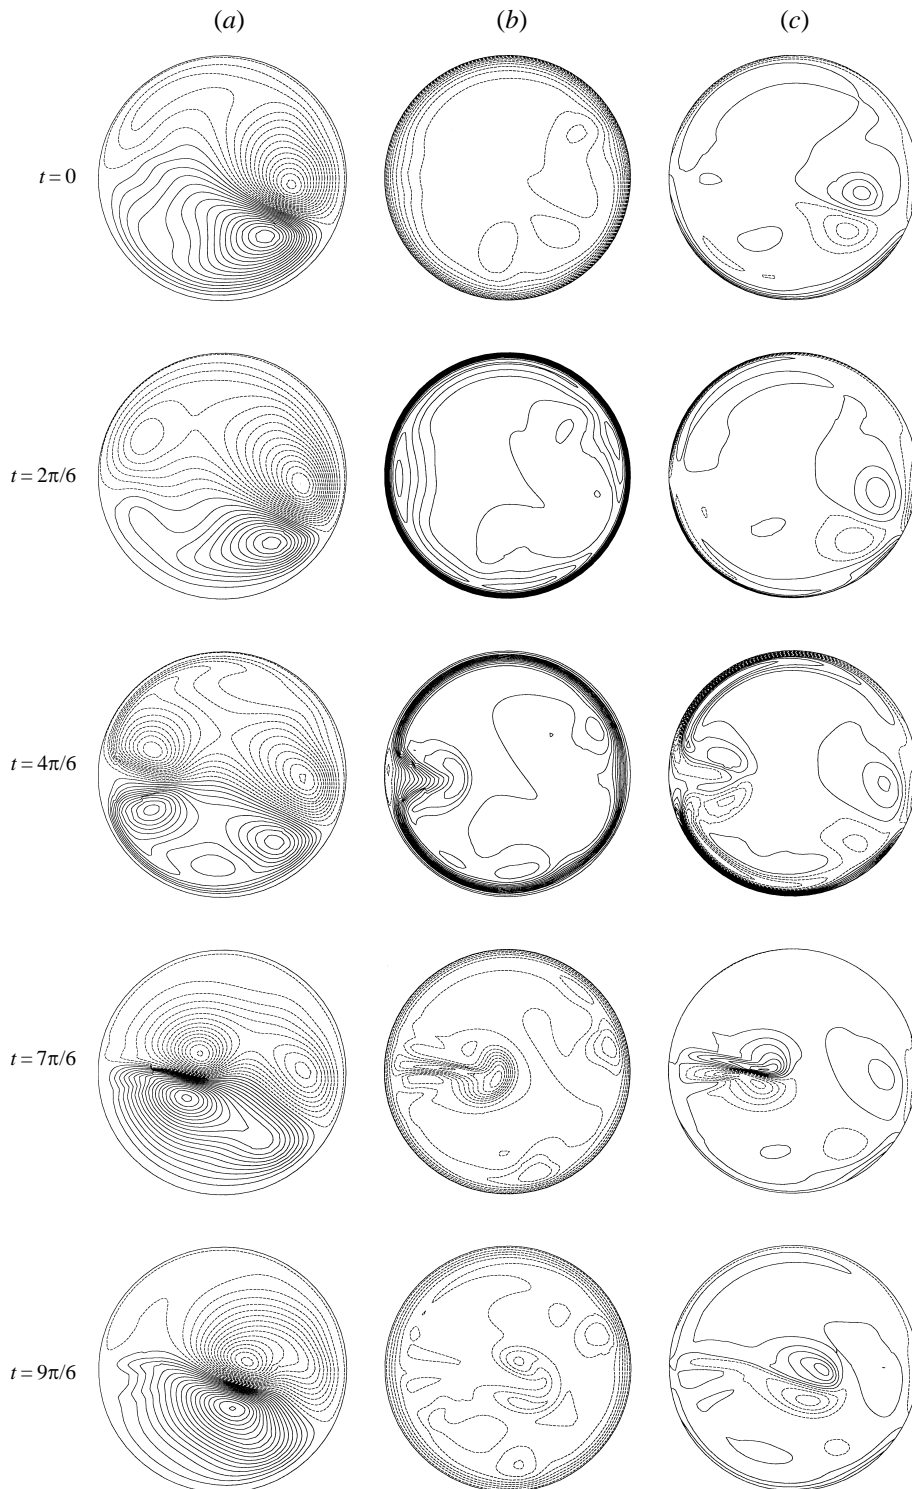 (a) (b) (c)
t = 0
t = 2π/6
t = 4π/6
t = 7π/6
t = 9π/6